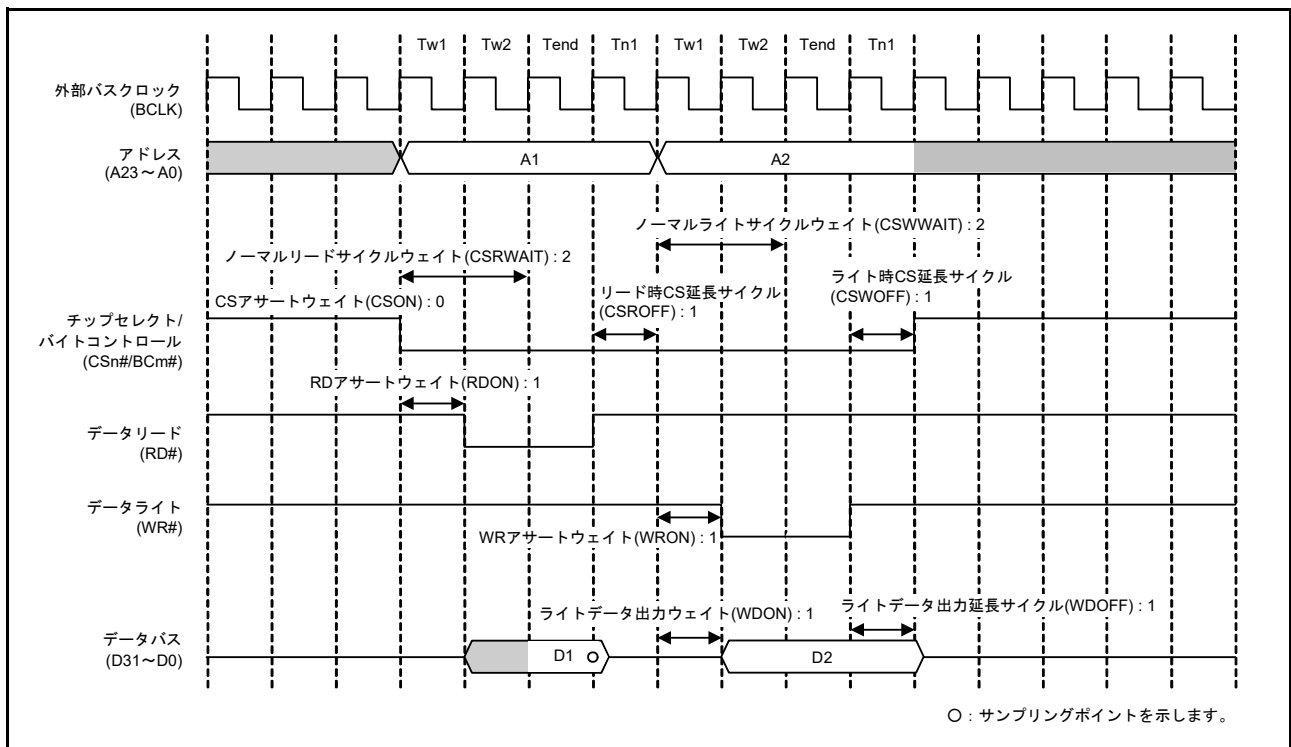 Tw1 Tw2 Tend Tn1 Tw1 Tw2 Tend Tn1
外部バスクロック
(BCLK)
アドレス
(A23～A0)
A1
A2
ノーマルライトサイクルウェイト(CSWWAIT) : 2
ノーマルリードサイクルウェイト(CSRWAIT) : 2
ライト時CS延長サイクル
(CSWOFF) : 1
リード時CS延長サイクル
(CSROFF) : 1
CSアサートウェイト(CSON) : 0
チップセレクト/
バイトコントロール
(CSn#/BCm#)
RDアサートウェイト(RDON) : 1
データリード
(RD#)
データライト
(WR#)
WRアサートウェイト(WRON) : 1
ライトデータ出力ウェイト(WDON) : 1
ライトデータ出力延長サイクル(WDOFF) : 1
データバス
(D31～D0)
D1
D2
○ : サンプリングポイントを示します。